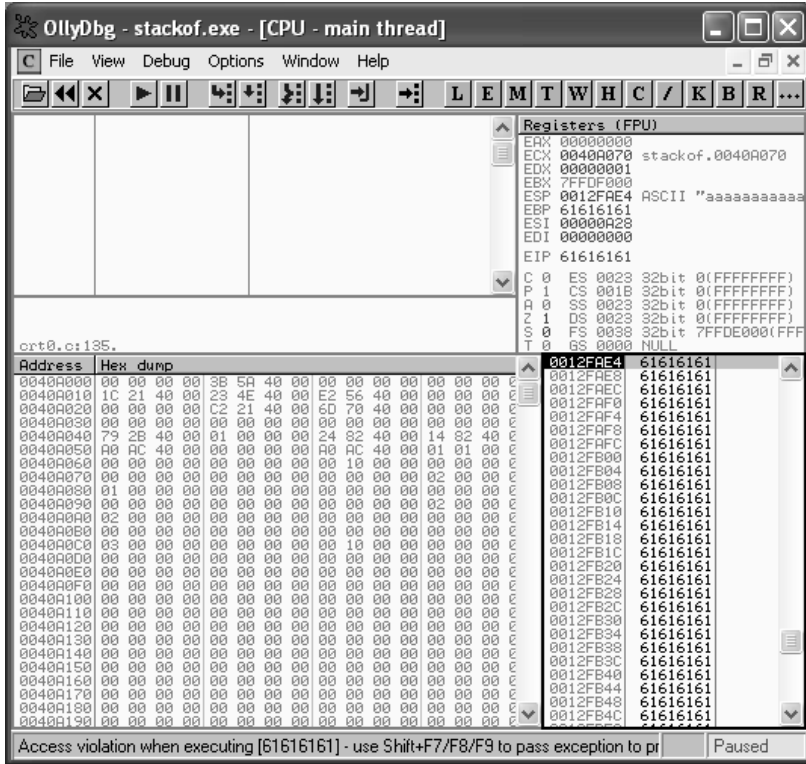 OllyDbg - stackof.exe - [CPU - main thread]
C File View Debug Options Window Help
L E M T W H C / K B R ...
Registers (FPU)
EAX 00000000
ECX 0040A070 stackof.0040A070
EDX 00000001
EBX 7FFDF000
ESP 0012FAE4 ASCII "aaaaaaaaaaa
EBP 61616161
ESI 00000A28
EDI 00000000
EIP 61616161
C 0 ES 0023 32bit 0(FFFFFFFF)
P 1 CS 001B 32bit 0(FFFFFFFF)
A 0 SS 0023 32bit 0(FFFFFFFF)
Z 1 DS 0023 32bit 0(FFFFFFFF)
S 0 FS 0038 32bit 7FFDE000(FFF
T 0 GS 0000 NULL
crt0.c:135.
Address Hex dump
0040A000 00 00 00 00 3B 5A 40 00 00 00 00 00 00 00 00
0040A010 1C 21 40 00 23 4E 40 00 E2 56 40 00 00 00 00
0040A020 00 00 00 00 C2 21 40 00 6D 70 40 00 00 00 00
0040A030 00 00 00 00 00 00 00 00 00 00 00 00 00 00 00
0040A040 79 2B 40 00 01 00 00 00 24 82 40 00 14 82 40
0040A050 A0 AC 40 00 00 00 00 00 A0 AC 40 00 01 01 00
0040A060 00 00 00 00 00 00 00 00 00 10 00 00 00 00 00
0040A070 00 00 00 00 00 00 00 00 00 00 00 00 02 00 00
0040A080 01 00 00 00 00 00 00 00 00 00 00 00 00 00 00
0040A090 00 00 00 00 00 00 00 00 00 00 00 00 02 00 00
0040A0A0 02 00 00 00 00 00 00 00 00 00 00 00 00 00 00
0040A0B0 00 00 00 00 00 00 00 00 00 00 00 00 00 00 00
0040A0C0 03 00 00 00 00 00 00 00 00 10 00 00 00 00 00
0040A0D0 00 00 00 00 00 00 00 00 00 00 00 00 00 00 00
0040A0E0 00 00 00 00 00 00 00 00 00 00 00 00 00 00 00
0040A0F0 00 00 00 00 00 00 00 00 00 00 00 00 00 00 00
0040A100 00 00 00 00 00 00 00 00 00 00 00 00 00 00 00
0040A110 00 00 00 00 00 00 00 00 00 00 00 00 00 00 00
0040A120 00 00 00 00 00 00 00 00 00 00 00 00 00 00 00
0040A130 00 00 00 00 00 00 00 00 00 00 00 00 00 00 00
0040A140 00 00 00 00 00 00 00 00 00 00 00 00 00 00 00
0040A150 00 00 00 00 00 00 00 00 00 00 00 00 00 00 00
0040A160 00 00 00 00 00 00 00 00 00 00 00 00 00 00 00
0040A170 00 00 00 00 00 00 00 00 00 00 00 00 00 00 00
0040A180 00 00 00 00 00 00 00 00 00 00 00 00 00 00 00
0040A190 00 00 00 00 00 00 00 00 00 00 00 00 00 00 00
0012FAE4 61616161
0012FAE8 61616161
0012FAEC 61616161
0012FAF0 61616161
0012FAF4 61616161
0012FAF8 61616161
0012FAFC 61616161
0012FB00 61616161
0012FB04 61616161
0012FB08 61616161
0012FB0C 61616161
0012FB10 61616161
0012FB14 61616161
0012FB18 61616161
0012FB1C 61616161
0012FB20 61616161
0012FB24 61616161
0012FB28 61616161
0012FB2C 61616161
0012FB30 61616161
0012FB34 61616161
0012FB38 61616161
0012FB3C 61616161
0012FB40 61616161
0012FB44 61616161
0012FB48 61616161
0012FB4C 61616161
Access violation when executing [61616161] - use Shift+F7/F8/F9 to pass exception to pr
Paused